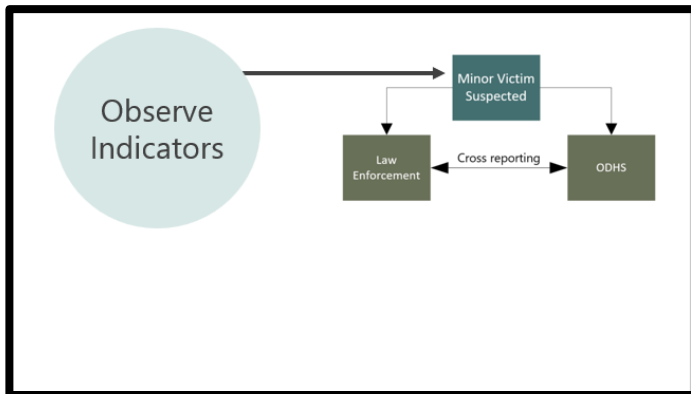 Observe
Indicators
Minor Victim
Suspected
Law
Enforcement
Cross reporting
ODHS